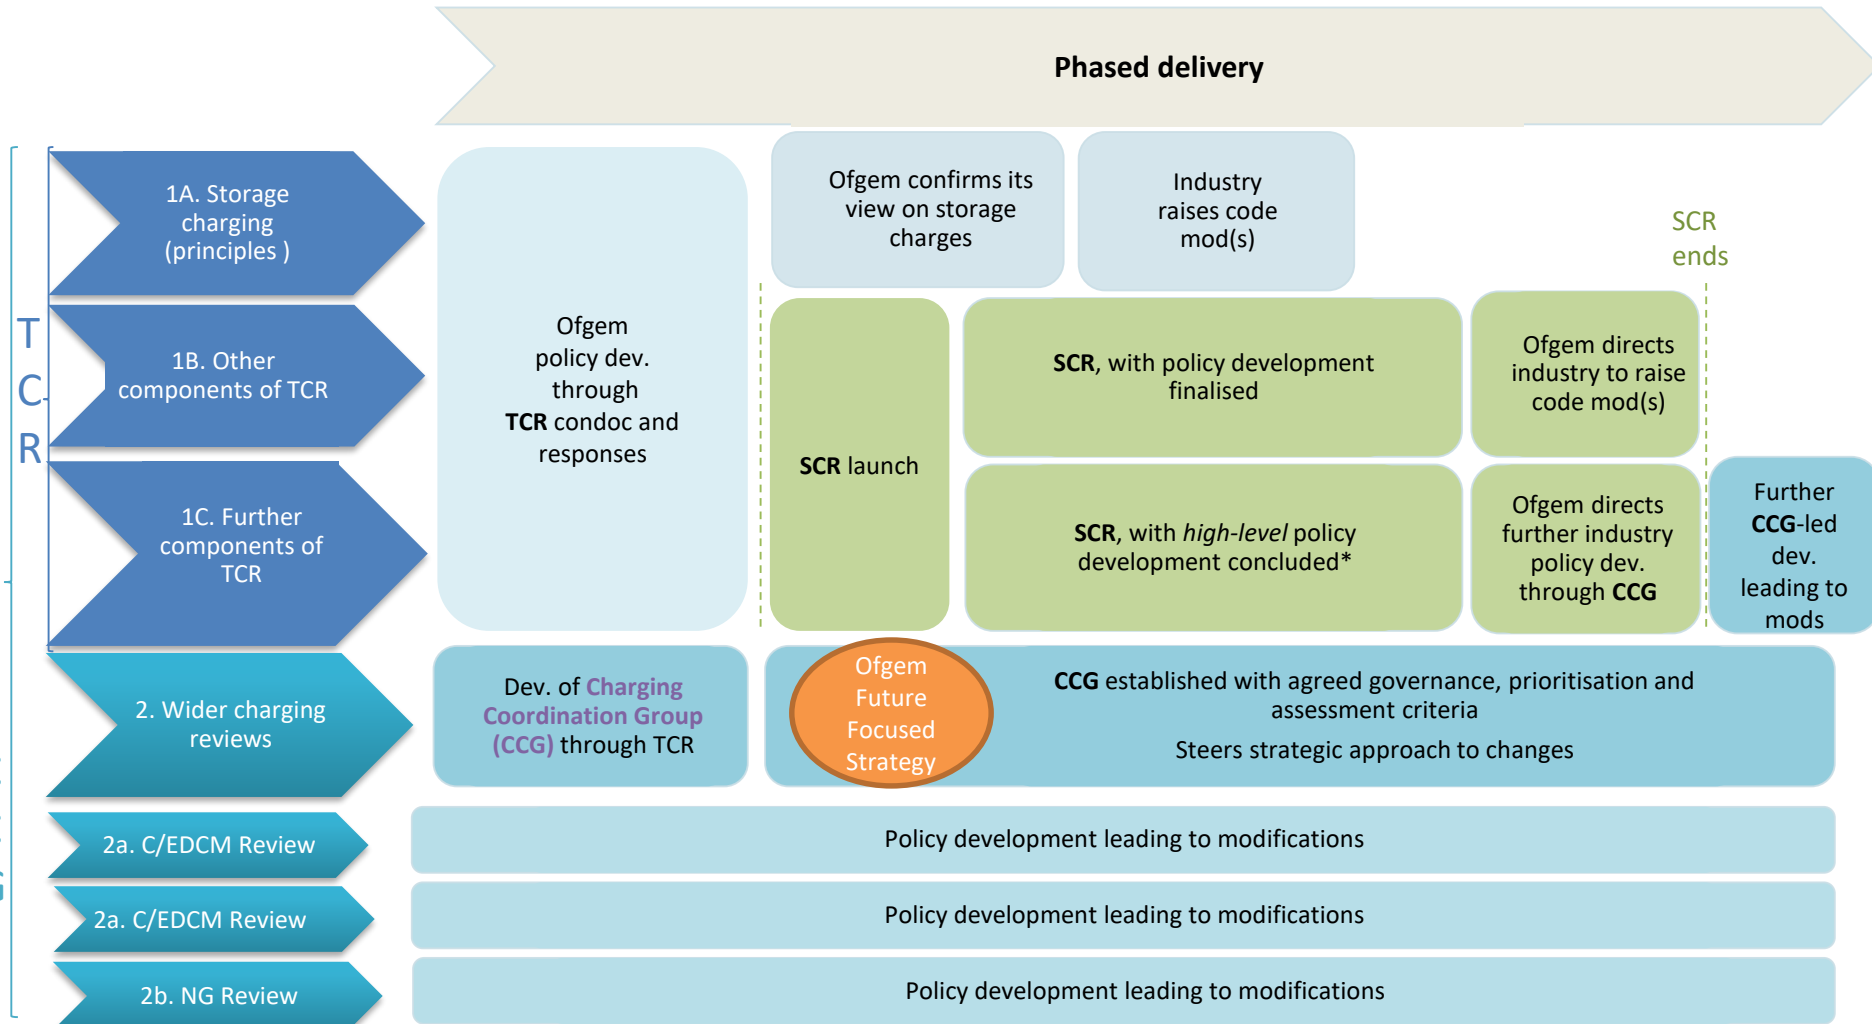 Phased delivery
T
C
R
1A. Storage
charging
(principles )
Ofgem
policy dev.
through
TCR condoc and
responses
Ofgem confirms its
view on storage
charges
Industry
raises code
mod(s)
SCR
ends
1B. Other
components of TCR
SCR launch
SCR, with policy development
finalised
Ofgem directs
industry to raise
code mod(s)
1C. Further
components of
TCR
SCR, with high-level policy
development concluded*
Ofgem directs
further industry
policy dev.
through CCG
Further
CCG-led
dev.
leading to
mods
2. Wider charging
reviews
Dev. of Charging
Coordination Group
(CCG) through TCR
Ofgem
Future
Focused
Strategy
CCG established with agreed governance, prioritisation and
assessment criteria
Steers strategic approach to changes
2a. C/EDCM Review
Policy development leading to modifications
2a. C/EDCM Review
Policy development leading to modifications
2b. NG Review
Policy development leading to modifications